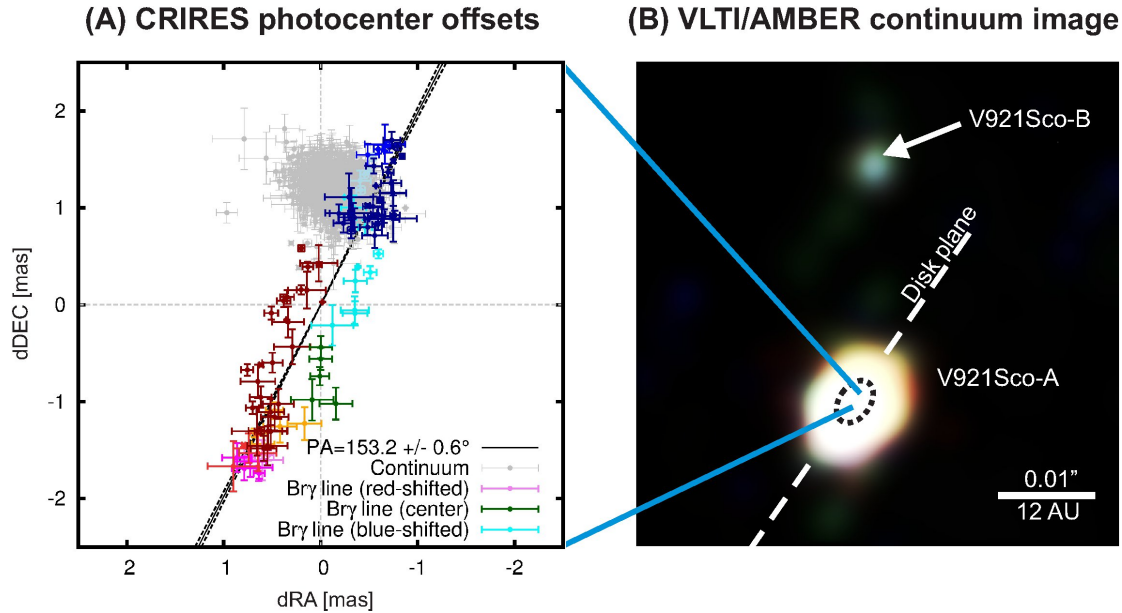 (A) CRIRES photocenter offsets
(B) VLTI/AMBER continuum image
2
1
0
-1
-2
dDEC [mas]
PA=153.2 +/- 0.6°
Continuum
Brγ line (red-shifted)
Brγ line (center)
Brγ line (blue-shifted)
2
1
0
-1
-2
dRA [mas]
V921Sco-B
Disk plane
V921Sco-A
0.01"
12 AU